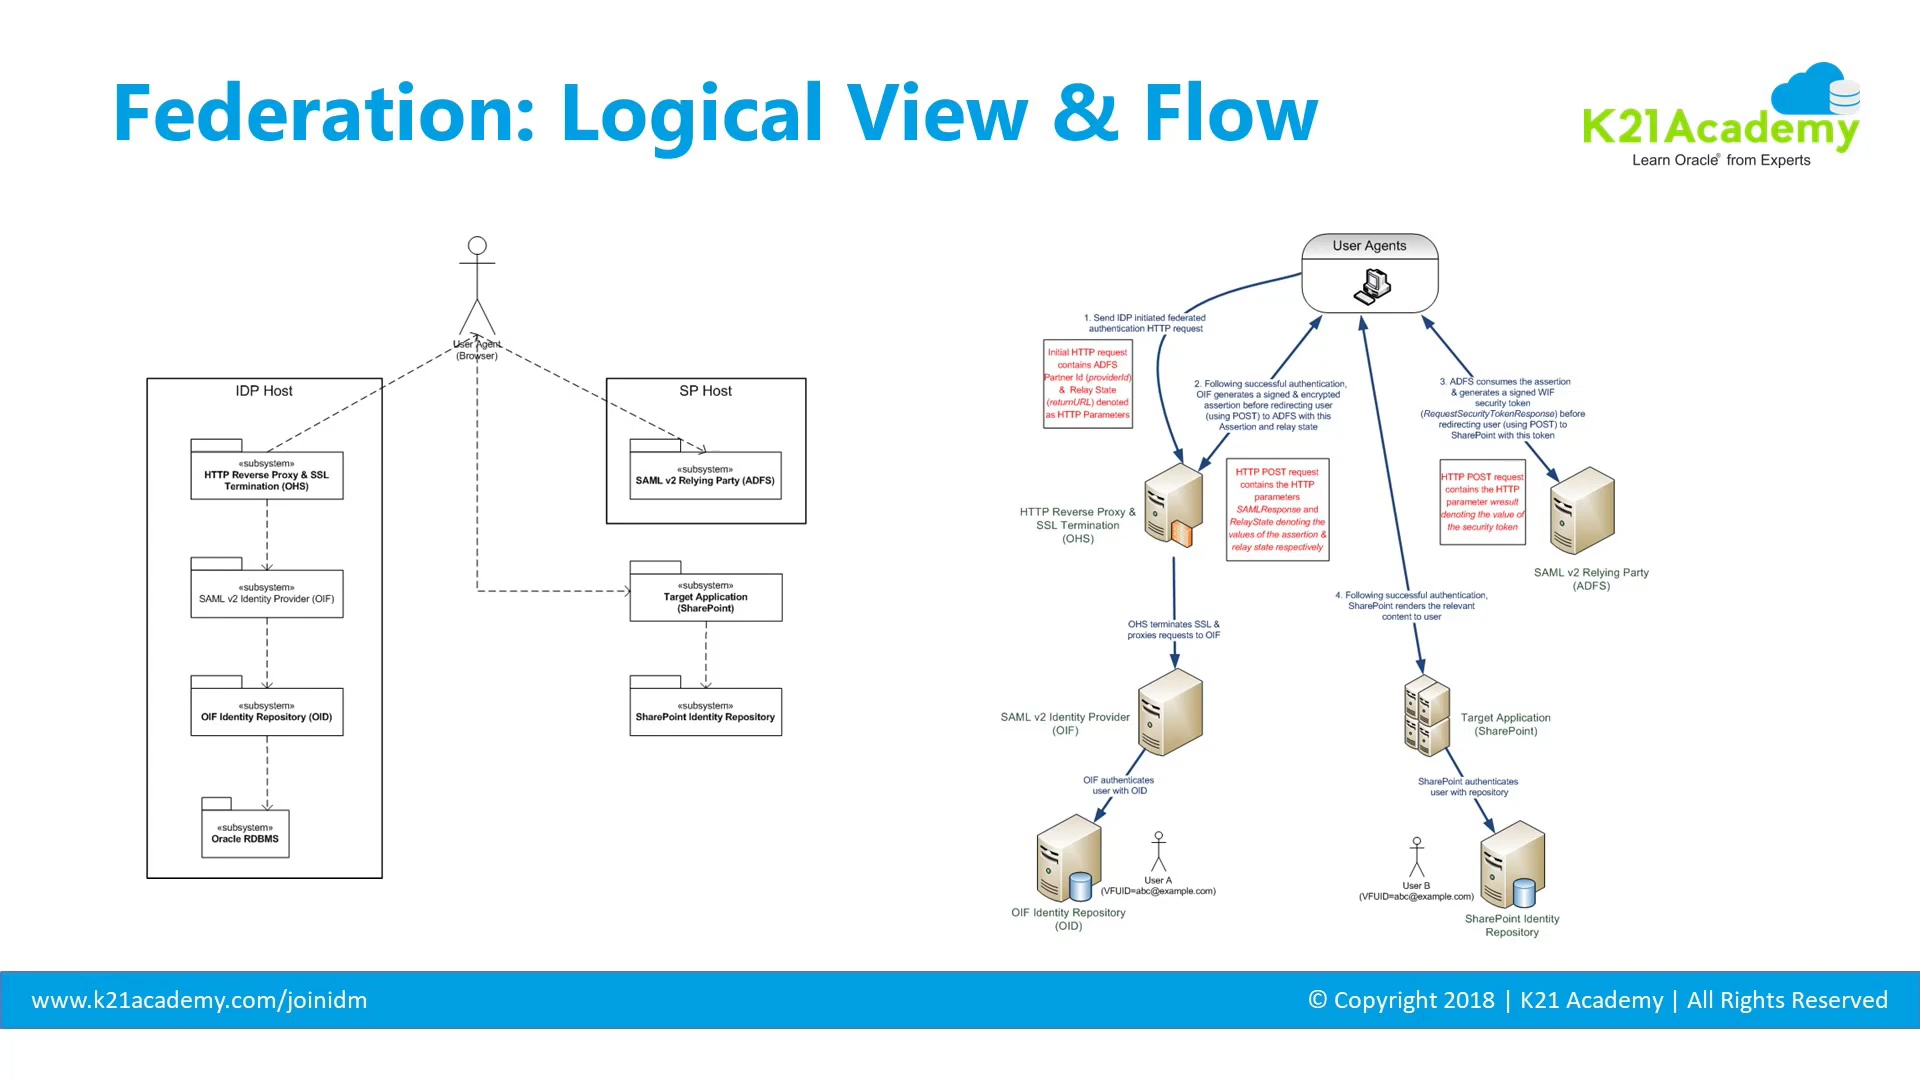 Federation: Logical View & Flow
K21Academy
Learn Oracle® from Experts
User Agent
(Browser)
IDP Host
«subsystem»
HTTP Reverse Proxy & SSL
Termination (OHS)
«subsystem»
SAML v2 Identity Provider (OIF)
«subsystem»
OIF Identity Repository (OID)
«subsystem»
Oracle RDBMS
SP Host
«subsystem»
SAML v2 Relying Party (ADFS)
«subsystem»
Target Application
(SharePoint)
«subsystem»
SharePoint Identity Repository
User Agents
1. Send IDP initiated federated
authentication HTTP request
Initial HTTP request
contains ADFS
Partner Id (providerId)
& Relay State
(returnURL) denoted
as HTTP Parameters
2. Following successful authentication,
OIF generates a signed & encrypted
assertion before redirecting user
(using POST) to ADFS with this
Assertion and relay state
3. ADFS consumes the assertion
& generates a signed WIF
security token
(RequestSecurityTokenResponse) before
redirecting user (using POST) to
SharePoint with this token
HTTP POST request
contains the HTTP
parameters
SAMLResponse and
RelayState denoting the
values of the assertion &
relay state respectively
HTTP POST request
contains the HTTP
parameter wresult
denoting the value of
the security token
HTTP Reverse Proxy &
SSL Termination
(OHS)
SAML v2 Relying Party
(ADFS)
4. Following successful authentication,
SharePoint renders the relevant
content to user
OHS terminates SSL &
proxies requests to OIF
SAML v2 Identity Provider
(OIF)
Target Application
(SharePoint)
OIF authenticates
user with OID
SharePoint authenticates
user with repository
User A
(VFUID=abc@example.com)
User B
(VFUID=abc@example.com)
OIF Identity Repository
(OID)
SharePoint Identity
Repository
www.k21academy.com/joinidm
© Copyright 2018 | K21 Academy | All Rights Reserved